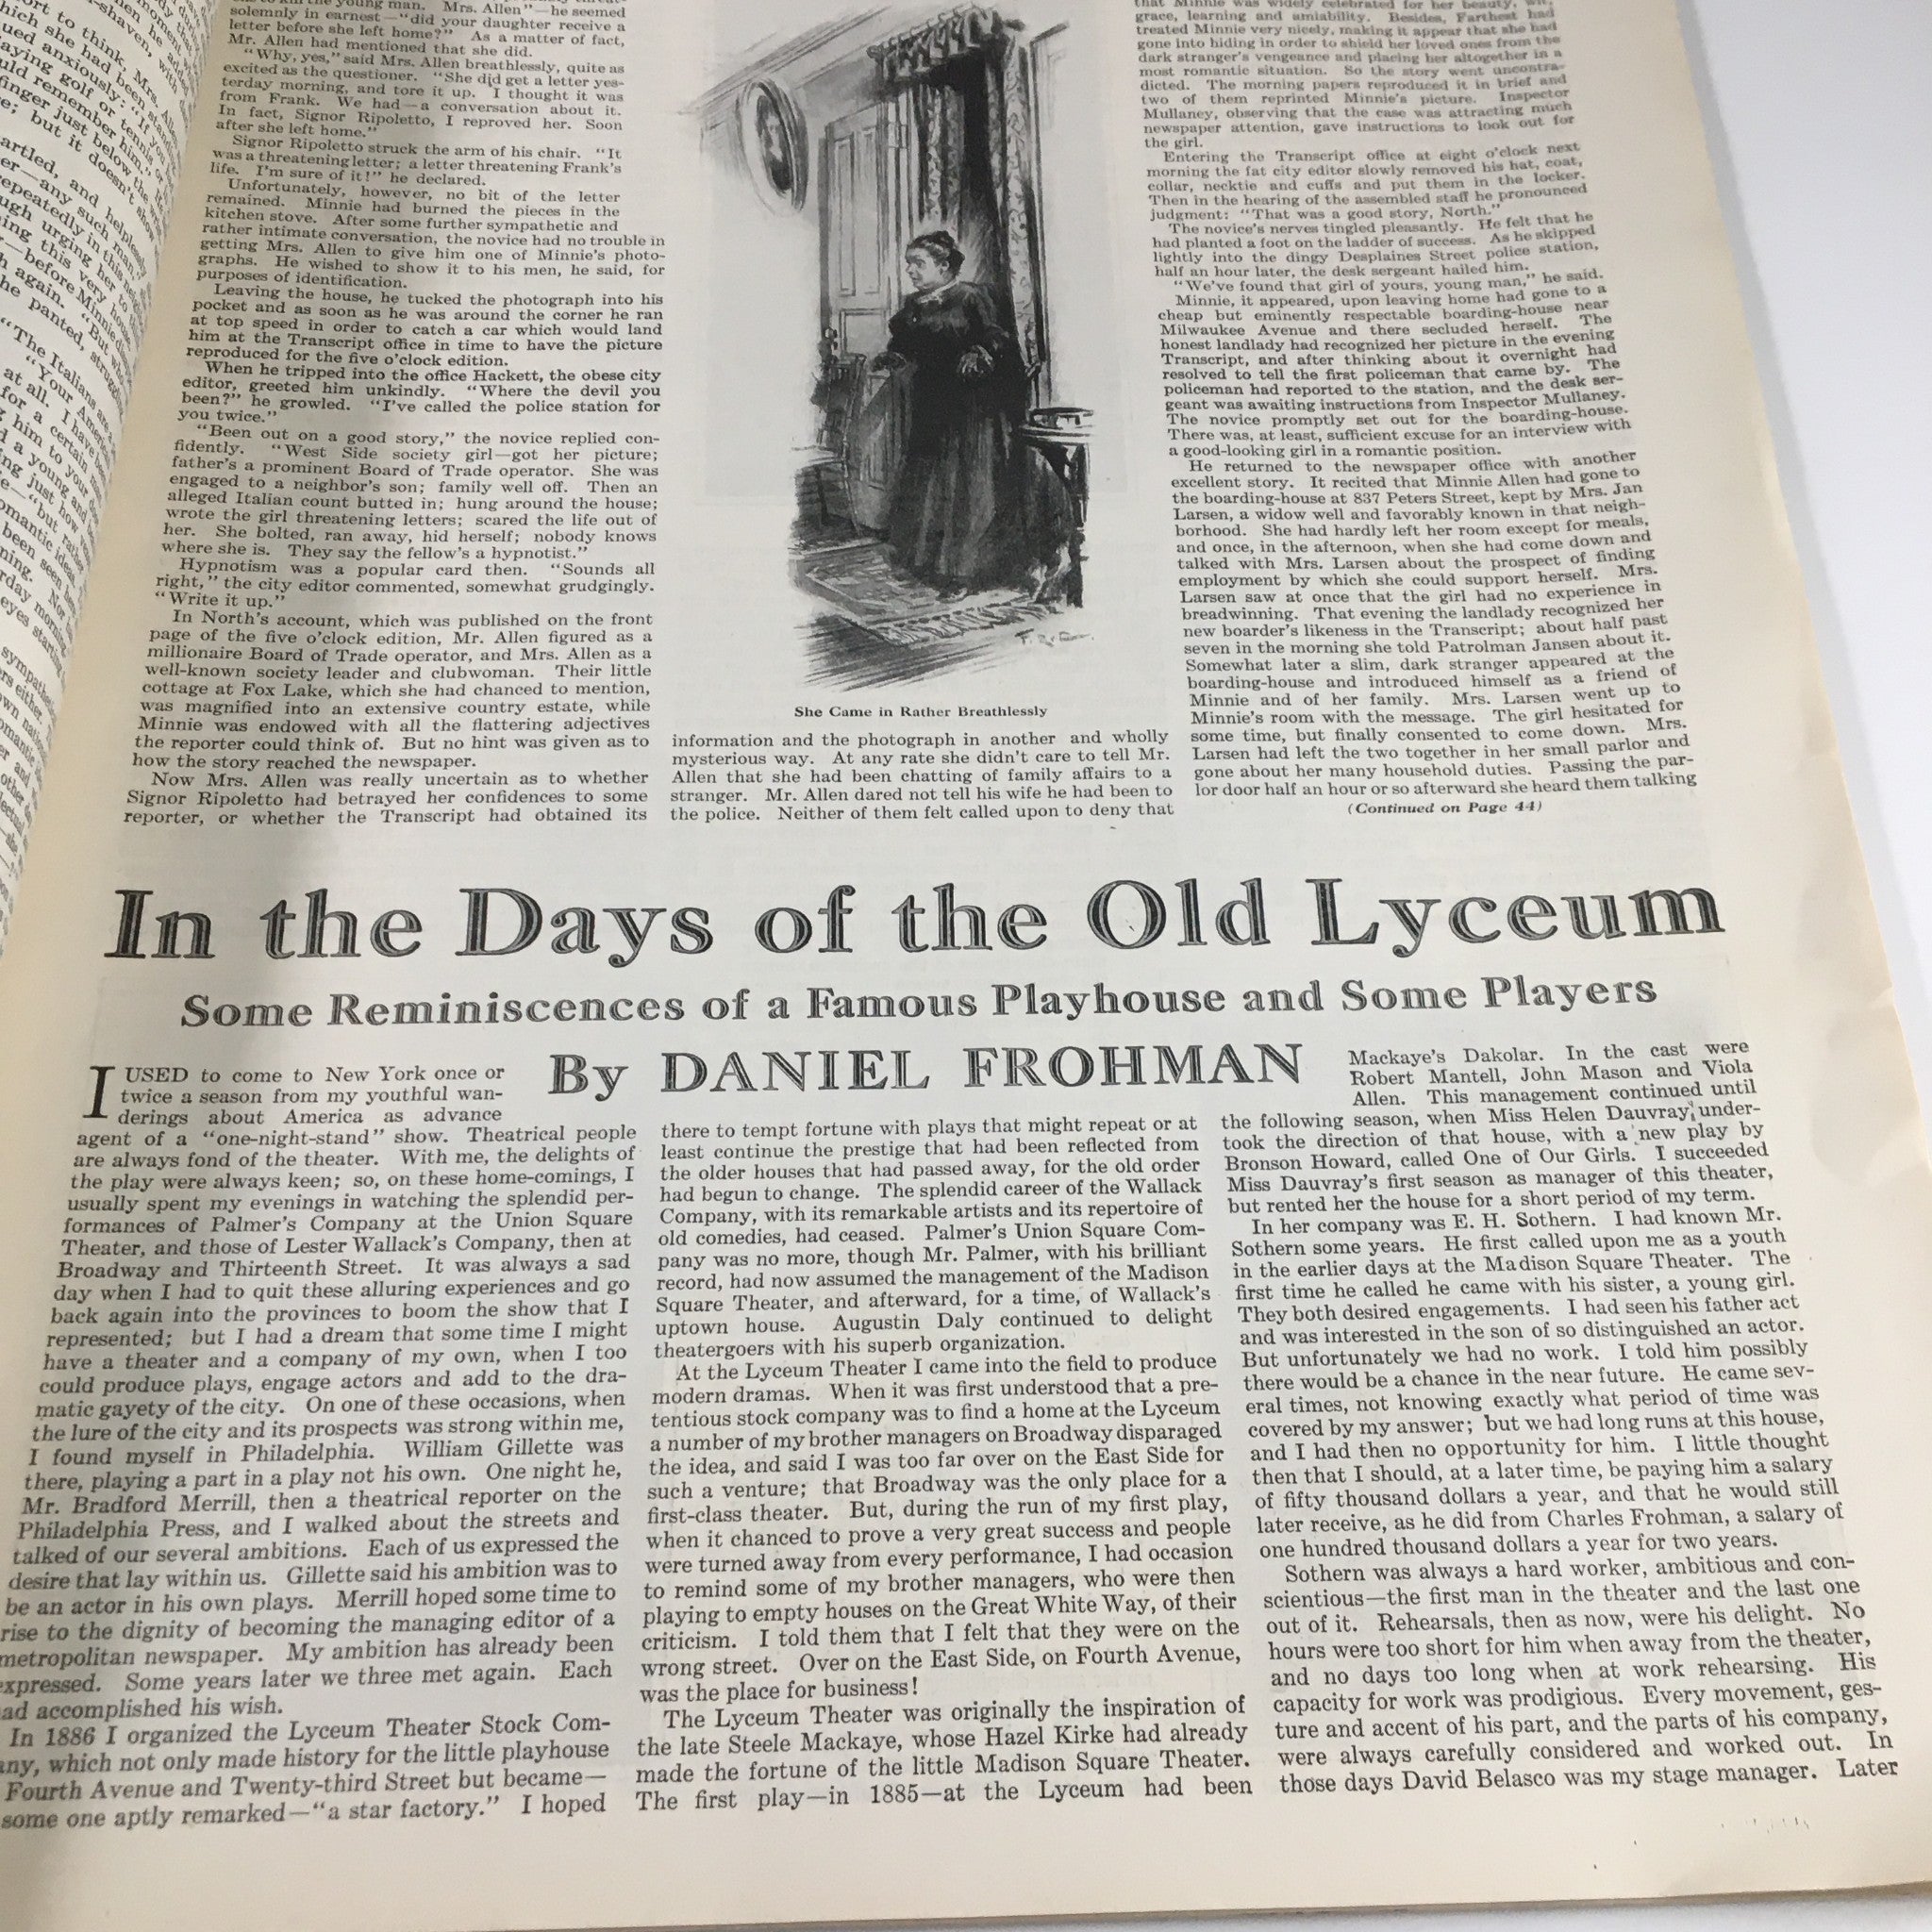 solemnly in earnest—"did your daughter receive a
letter before she left home?" As a matter of fact,
Mr. Allen had mentioned that she did.
"Why, yes," said Mrs. Allen breathlessly, quite as
excited as the questioner. "She did get a letter yes-
terday morning, and tore it up. I thought it was
from Frank. We had—a conversation about it.
In fact, Signor Ripoletto, I reproved her. Soon
after she left home."
Signor Ripoletto struck the arm of his chair. "It
was a threatening letter; a letter threatening Frank's
life. I'm sure of it!" he declared.
Unfortunately, however, no bit of the letter
remained. Minnie had burned the pieces in the
kitchen stove. After some further sympathetic and
rather intimate conversation, the novice had no trouble in
getting Mrs. Allen to give him one of Minnie's photo-
graphs. He wished to show it to his men, he said, for
purposes of identification.
Leaving the house, he tucked the photograph into his
pocket and as soon as he was around the corner he ran
at top speed in order to catch a car which would land
him at the Transcript office in time to have the picture
reproduced for the five o'clock edition.
When he tripped into the office Hackett, the obese city
editor, greeted him unkindly. "Where the devil you
been?" he growled. "I've called the police station for
you twice."
"Been out on a good story," the novice replied con-
fidently. "West Side society girl—got her picture;
father's a prominent Board of Trade operator. She was
engaged to a neighbor's son; family well off. Then an
alleged Italian count butted in; hung around the house;
wrote the girl threatening letters; scared the life out of
her. She bolted, ran away, hid herself; nobody knows
where she is. They say the fellow's a hypnotist."
Hypnotism was a popular card then. "Sounds all
right," the city editor commented, somewhat grudgingly.
"Write it up."
In North's account, which was published on the front
page of the five o'clock edition, Mr. Allen figured as a
millionaire Board of Trade operator, and Mrs. Allen as a
well-known society leader and clubwoman. Their little
cottage at Fox Lake, which she had chanced to mention,
was magnified into an extensive country estate, while
Minnie was endowed with all the flattering adjectives
the reporter could think of. But no hint was given as to
how the story reached the newspaper.
Now Mrs. Allen was really uncertain as to whether
Signor Ripoletto had betrayed her confidences to some
reporter, or whether the Transcript had obtained its
She Came in Rather Breathlessly
information and the photograph in another and wholly
mysterious way. At any rate she didn't care to tell Mr.
Allen that she had been chatting of family affairs to a
stranger. Mr. Allen dared not tell his wife he had been to
the police. Neither of them felt called upon to deny that
that Minnie was widely celebrated for her beauty, wit,
grace, learning and amiability. Besides, Farthest had
treated Minnie very nicely, making it appear that she had
gone into hiding in order to shield her loved ones from the
dark stranger's vengeance and placing her altogether in a
most romantic situation. So the story went uncontra-
dicted. The morning papers reproduced it in brief and
two of them reprinted Minnie's picture. Inspector
Mullaney, observing that the case was attracting much
newspaper attention, gave instructions to look out for
the girl.
Entering the Transcript office at eight o'clock next
morning the fat city editor slowly removed his hat, coat,
collar, necktie and cuffs and put them in the locker.
Then in the hearing of the assembled staff he pronounced
judgment: "That was a good story, North."
The novice's nerves tingled pleasantly. He felt that he
had planted a foot on the ladder of success. As he skipped
lightly into the dingy Desplaines Street police station,
half an hour later, the desk sergeant hailed him.
"We've found that girl of yours, young man," he said.
Minnie, it appeared, upon leaving home had gone to a
cheap but eminently respectable boarding-house near
Milwaukee Avenue and there secluded herself. The
honest landlady had recognized her picture in the evening
Transcript, and after thinking about it overnight had
resolved to tell the first policeman that came by. The
policeman had reported to the station, and the desk ser-
geant was awaiting instructions from Inspector Mullaney.
The novice promptly set out for the boarding-house.
There was, at least, sufficient excuse for an interview with
a good-looking girl in a romantic position.
He returned to the newspaper office with another
excellent story. It recited that Minnie Allen had gone to
the boarding-house at 837 Peters Street, kept by Mrs. Jan
Larsen, a widow well and favorably known in that neigh-
borhood. She had hardly left her room except for meals,
and once, in the afternoon, when she had come down and
talked with Mrs. Larsen about the prospect of finding
employment by which she could support herself. Mrs.
Larsen saw at once that the girl had no experience in
breadwinning. That evening the landlady recognized her
new boarder's likeness in the Transcript; about half past
seven in the morning she told Patrolman Jansen about it.
Somewhat later a slim, dark stranger appeared at the
boarding-house and introduced himself as a friend of
Minnie and of her family. Mrs. Larsen went up to
Minnie's room with the message. The girl hesitated for
some time, but finally consented to come down. Mrs.
Larsen had left the two together in her small parlor and
gone about her many household duties. Passing the par-
lor door half an hour or so afterward she heard them talking
(Continued on Page 44)
In the Days of the Old Lyceum
Some Reminiscences of a Famous Playhouse and Some Players
By DANIEL FROHMAN
I USED to come to New York once or
twice a season from my youthful wan-
derings about America as advance
agent of a "one-night-stand" show. Theatrical people
are always fond of the theater. With me, the delights of
the play were always keen; so, on these home-comings, I
usually spent my evenings in watching the splendid per-
formances of Palmer's Company at the Union Square
Theater, and those of Lester Wallack's Company, then at
Broadway and Thirteenth Street. It was always a sad
day when I had to quit these alluring experiences and go
back again into the provinces to boom the show that I
represented; but I had a dream that some time I might
have a theater and a company of my own, when I too
could produce plays, engage actors and add to the dra-
matic gayety of the city. On one of these occasions, when
the lure of the city and its prospects was strong within me,
I found myself in Philadelphia. William Gillette was
there, playing a part in a play not his own. One night he,
Mr. Bradford Merrill, then a theatrical reporter on the
Philadelphia Press, and I walked about the streets and
talked of our several ambitions. Each of us expressed the
desire that lay within us. Gillette said his ambition was to
be an actor in his own plays. Merrill hoped some time to
rise to the dignity of becoming the managing editor of a
metropolitan newspaper. My ambition has already been
xpressed. Some years later we three met again. Each
ad accomplished his wish.
In 1886 I organized the Lyceum Theater Stock Com-
any, which not only made history for the little playhouse
Fourth Avenue and Twenty-third Street but became—
some one aptly remarked—"a star factory." I hoped
there to tempt fortune with plays that might repeat or at
least continue the prestige that had been reflected from
the older houses that had passed away, for the old order
had begun to change. The splendid career of the Wallack
Company, with its remarkable artists and its repertoire of
old comedies, had ceased. Palmer's Union Square Com-
pany was no more, though Mr. Palmer, with his brilliant
record, had now assumed the management of the Madison
Square Theater, and afterward, for a time, of Wallack's
uptown house. Augustin Daly continued to delight
theatergoers with his superb organization.
At the Lyceum Theater I came into the field to produce
modern dramas. When it was first understood that a pre-
tentious stock company was to find a home at the Lyceum
a number of my brother managers on Broadway disparaged
the idea, and said I was too far over on the East Side for
such a venture; that Broadway was the only place for a
first-class theater. But, during the run of my first play,
when it chanced to prove a very great success and people
were turned away from every performance, I had occasion
to remind some of my brother managers, who were then
playing to empty houses on the Great White Way, of their
criticism. I told them that I felt that they were on the
wrong street. Over on the East Side, on Fourth Avenue,
was the place for business!
The Lyceum Theater was originally the inspiration of
the late Steele Mackaye, whose Hazel Kirke had already
made the fortune of the little Madison Square Theater.
The first play—in 1885—at the Lyceum had been
Mackaye's Dakolar. In the cast were
Robert Mantell, John Mason and Viola
Allen. This management continued until
the following season, when Miss Helen Dauvray under-
took the direction of that house, with a new play by
Bronson Howard, called One of Our Girls. I succeeded
Miss Dauvray's first season as manager of this theater,
but rented her the house for a short period of my term.
In her company was E. H. Sothern. I had known Mr.
Sothern some years. He first called upon me as a youth
in the earlier days at the Madison Square Theater. The
first time he called he came with his sister, a young girl.
They both desired engagements. I had seen his father act
and was interested in the son of so distinguished an actor.
But unfortunately we had no work. I told him possibly
there would be a chance in the near future. He came sev-
eral times, not knowing exactly what period of time was
covered by my answer; but we had long runs at this house,
and I had then no opportunity for him. I little thought
then that I should, at a later time, be paying him a salary
of fifty thousand dollars a year, and that he would still
later receive, as he did from Charles Frohman, a salary of
one hundred thousand dollars a year for two years.
Sothern was always a hard worker, ambitious and con-
scientious—the first man in the theater and the last one
out of it. Rehearsals, then as now, were his delight. No
hours were too short for him when away from the theater,
and no days too long when at work rehearsing. His
capacity for work was prodigious. Every movement, ges-
ture and accent of his part, and the parts of his company,
were always carefully considered and worked out. In
those days David Belasco was my stage manager. Later